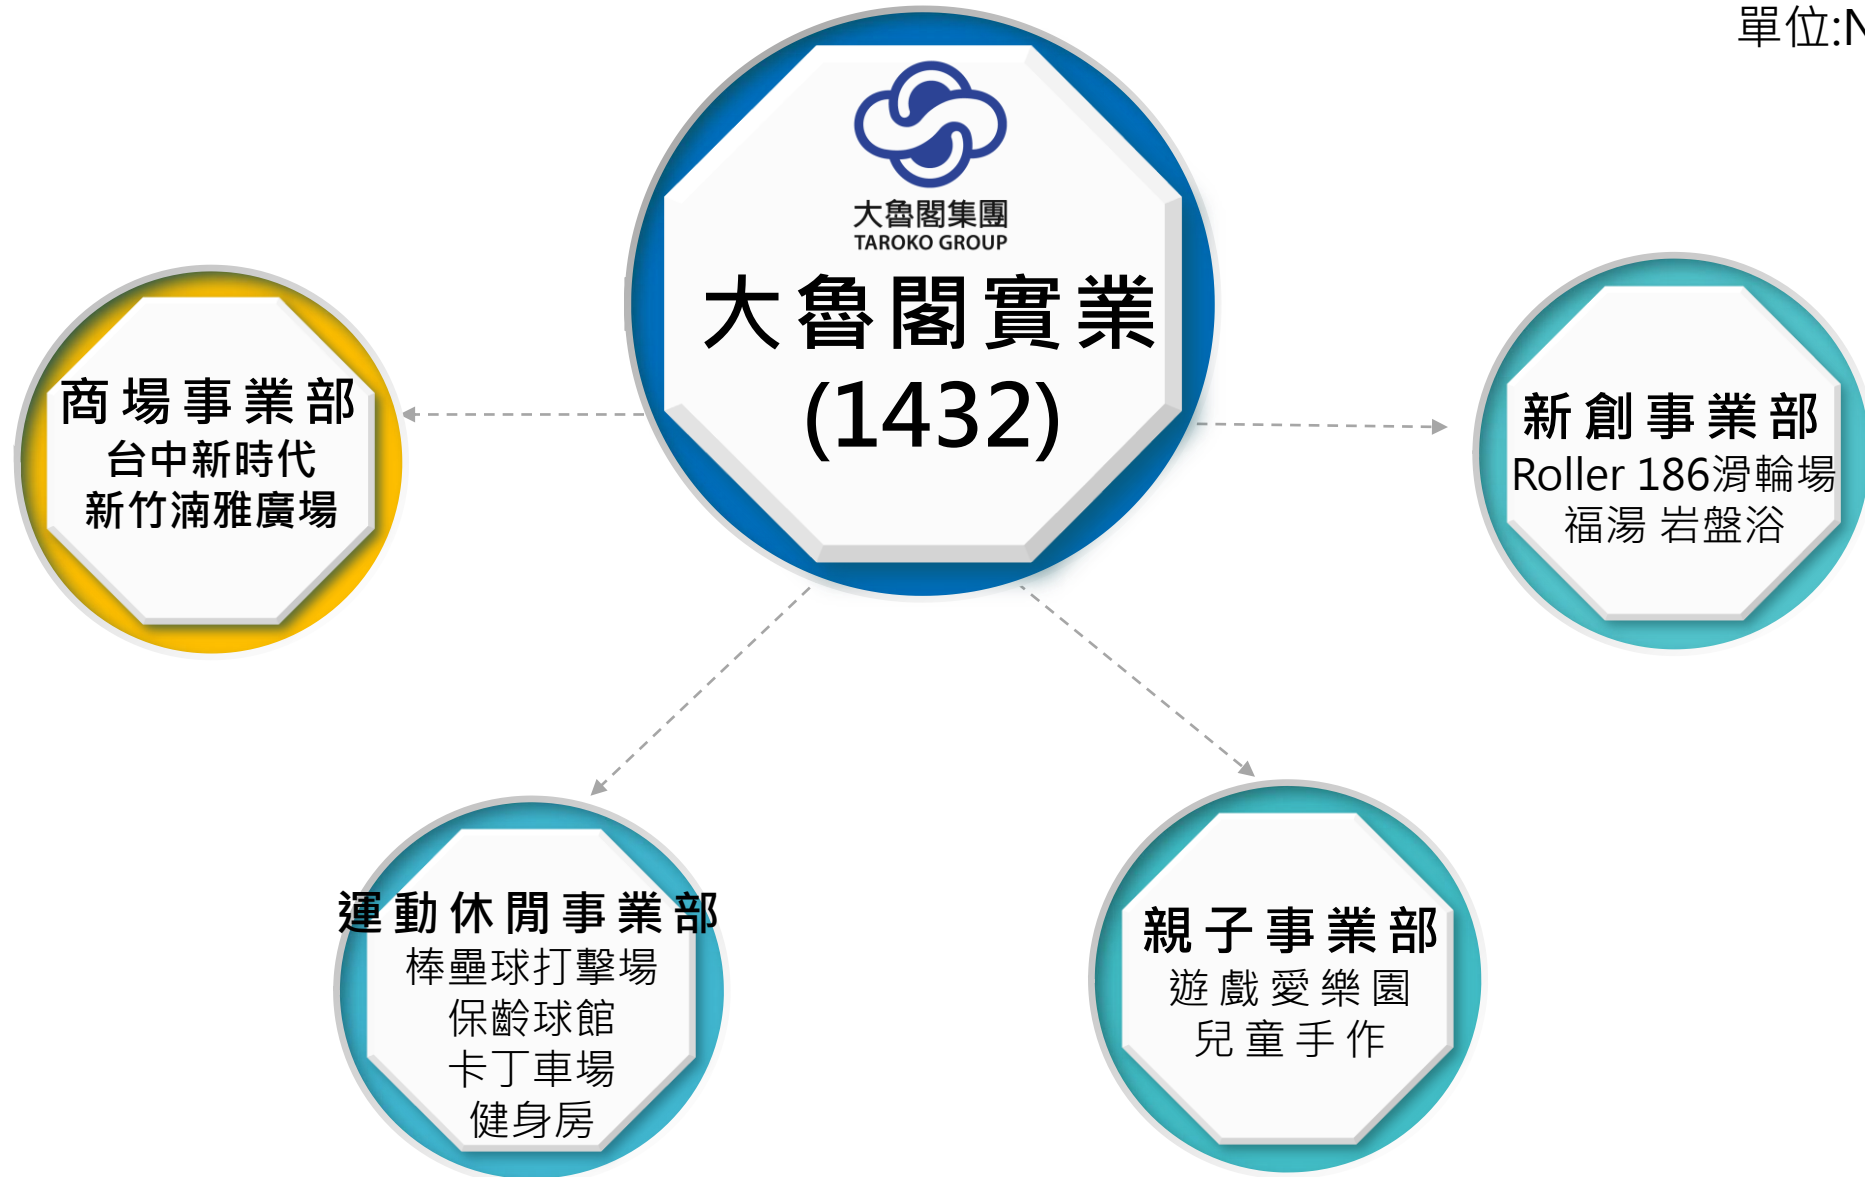 單位:N
大魯閣集團
TAROKO GROUP
大魯閣實業
(1432)
商場事業部
台中新時代
新竹湳雅廣場
新創事業部
Roller 186滑輪場
福湯 岩盤浴
運動休閒事業部
棒壘球打擊場
保齡球館
卡丁車場
健身房
親子事業部
遊戲愛樂園
兒童手作